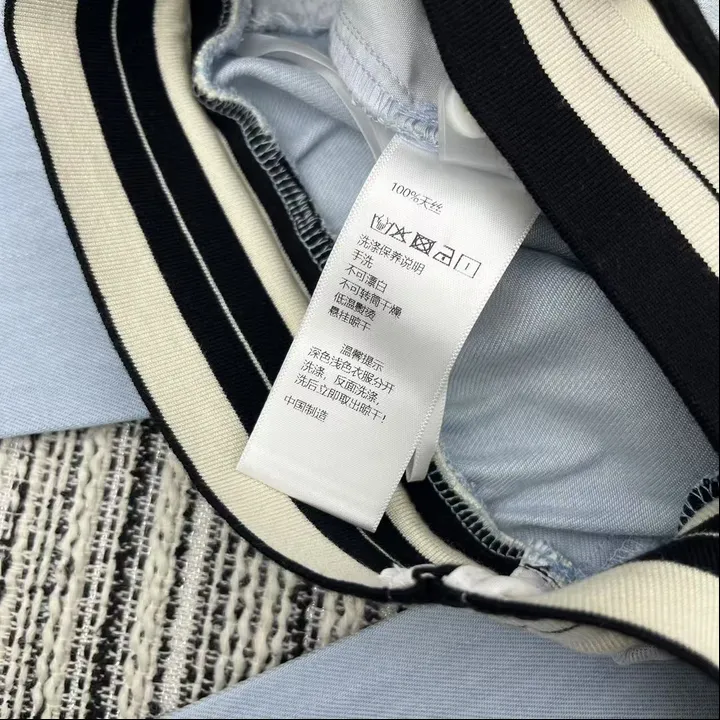 100%天丝
洗涤保养说明
手洗
不可漂白
不可转筒干燥
低温熨烫
悬挂晾干
温馨提示
深色浅色衣服分开
洗涤，反面洗涤，
洗后立即取出晾干!
中国制造